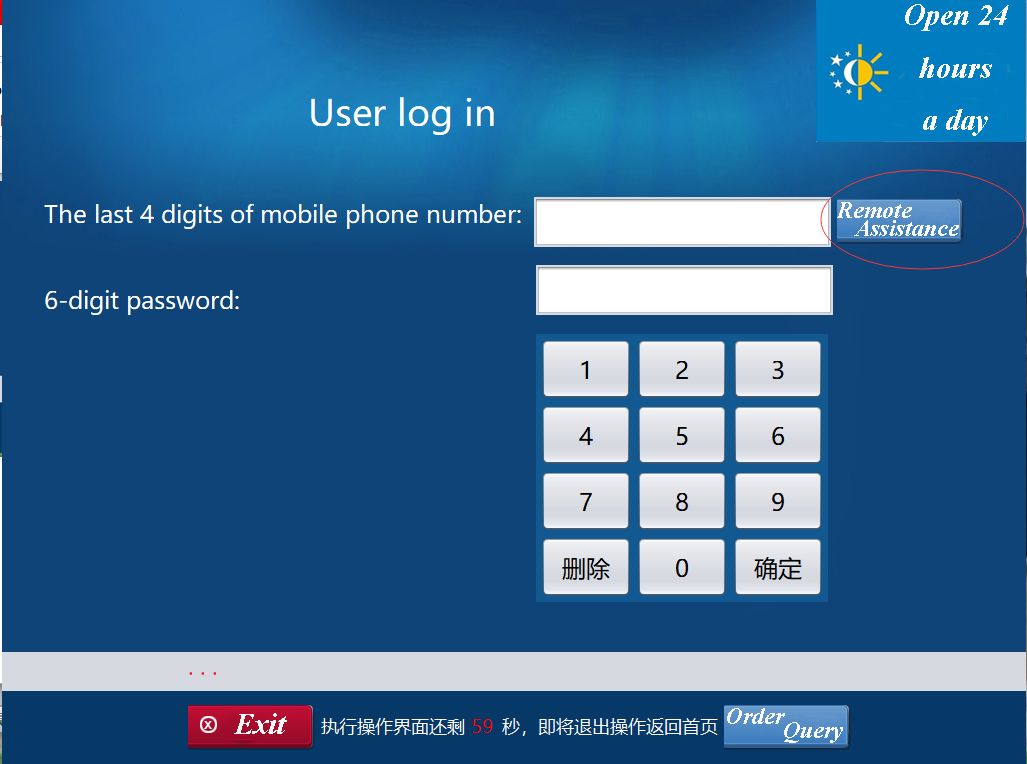 Open 24
hours
a day
User log in
The last 4 digits of mobile phone number:
Remote
Assistance
6-digit password:
1 2 3
4 5 6
7 8 9
删除 0 确定
. . .
Exit 执行操作界面还剩 59 秒，即将退出操作返回首页 Order
Query